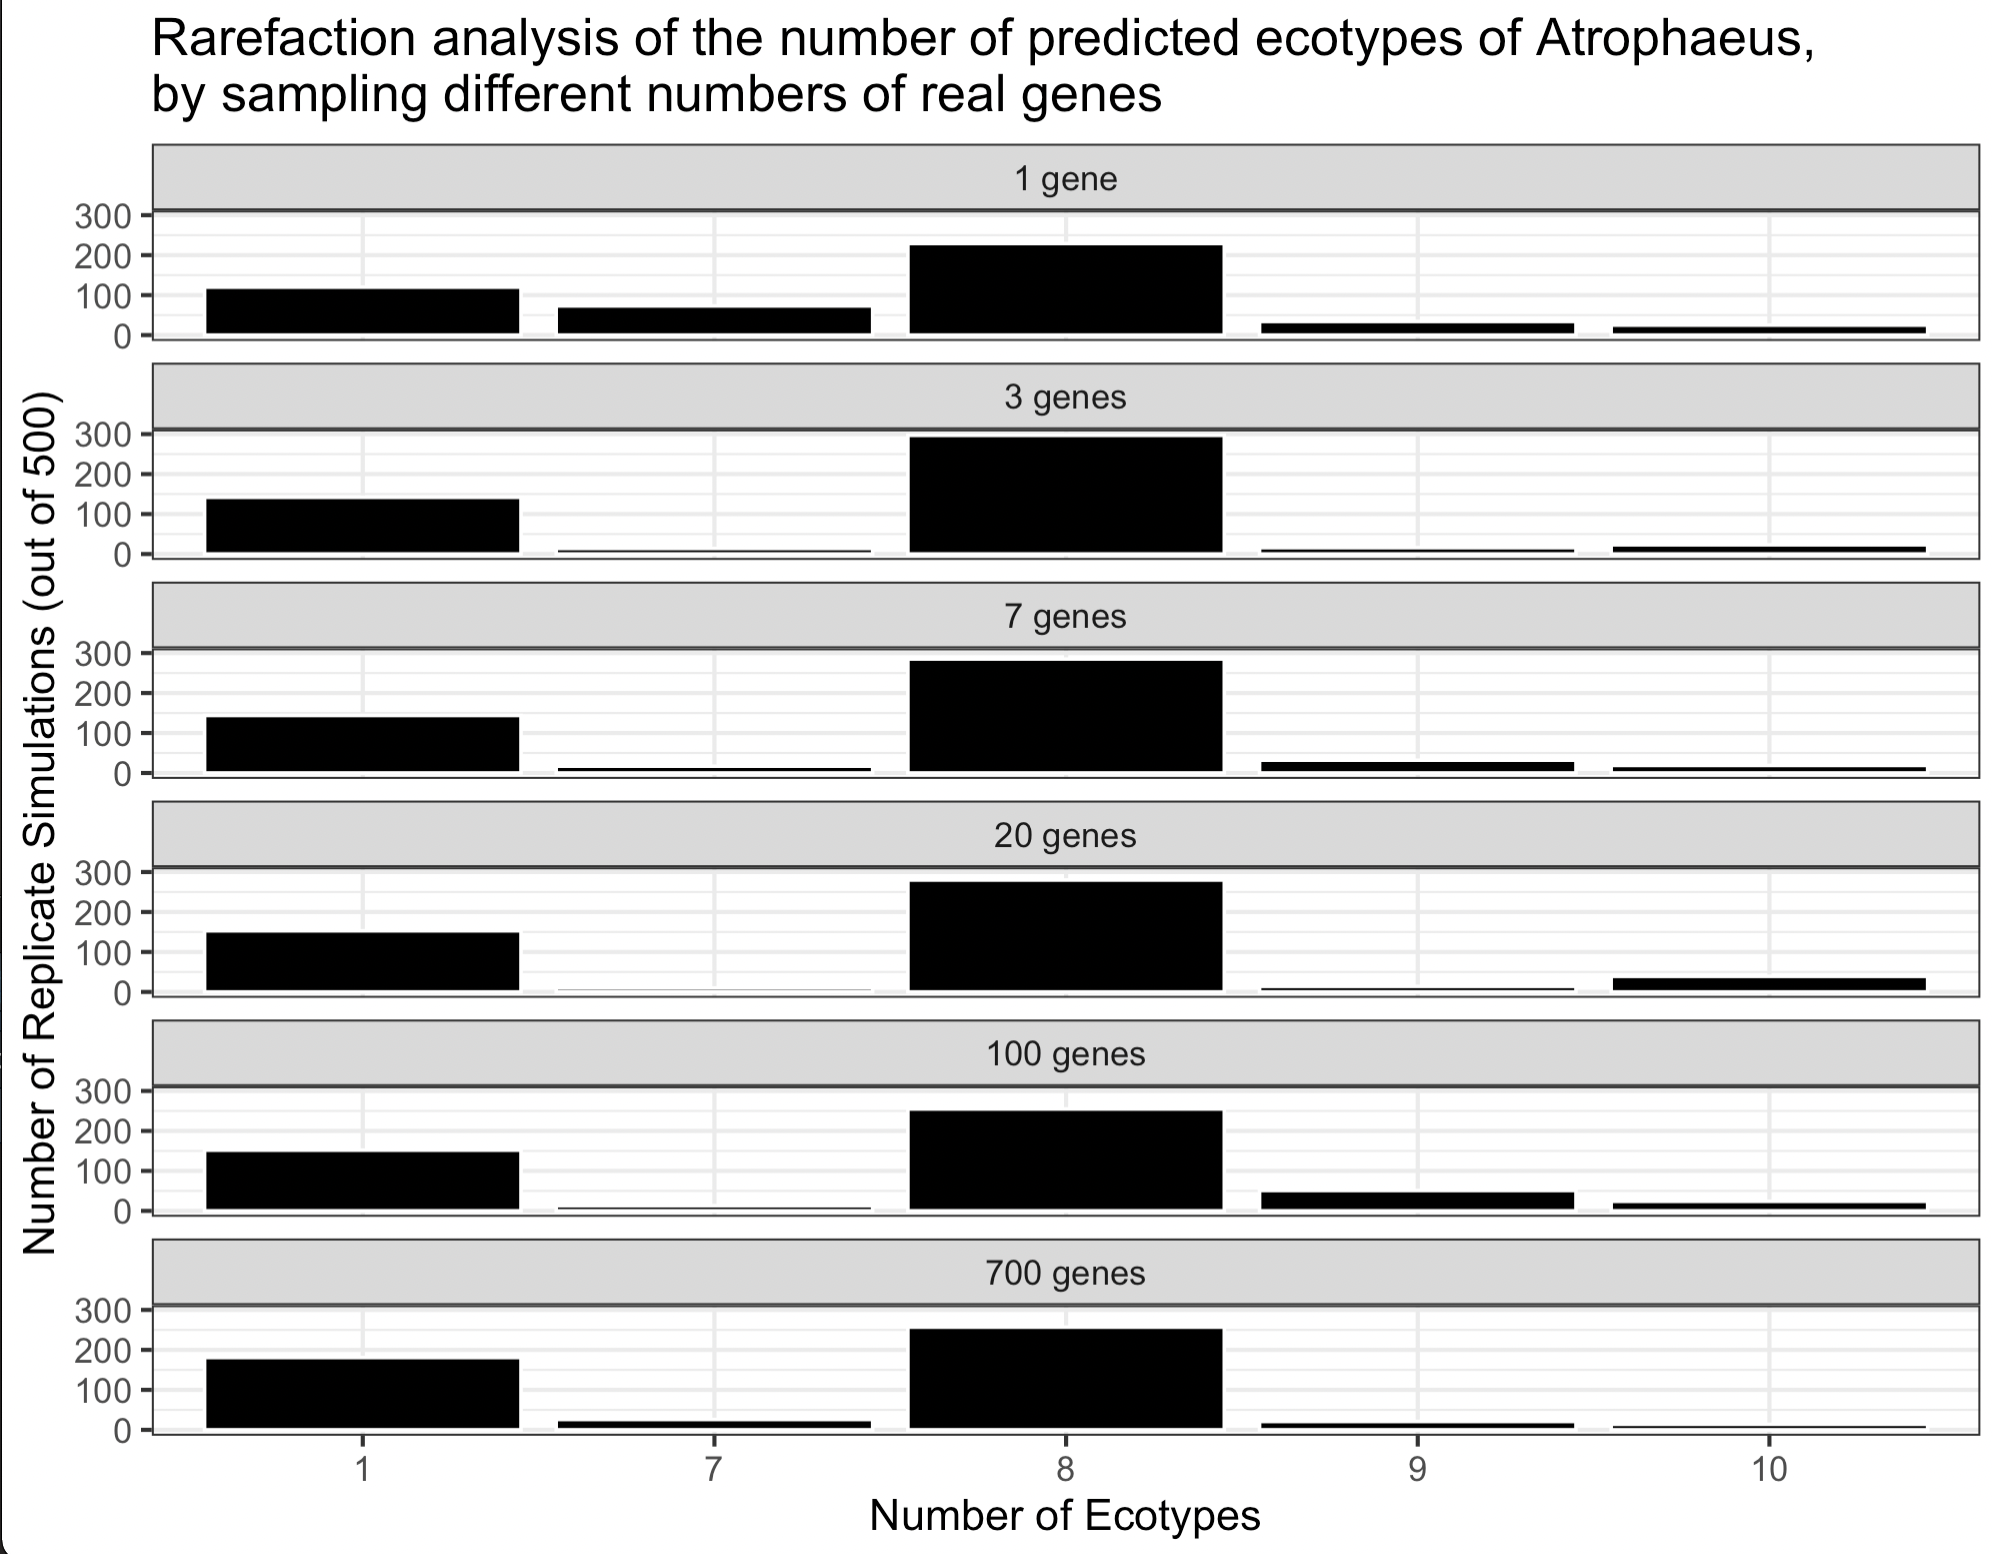 Rarefaction analysis of the number of predicted ecotypes of Atrophaeus,
by sampling different numbers of real genes
Number of Replicate Simulations (out of 500)
1 gene
300
200
100
0
3 genes
300
200
100
0
7 genes
300
200
100
0
20 genes
300
200
100
0
100 genes
300
200
100
0
700 genes
300
200
100
0
1 7 8 9 10
Number of Ecotypes